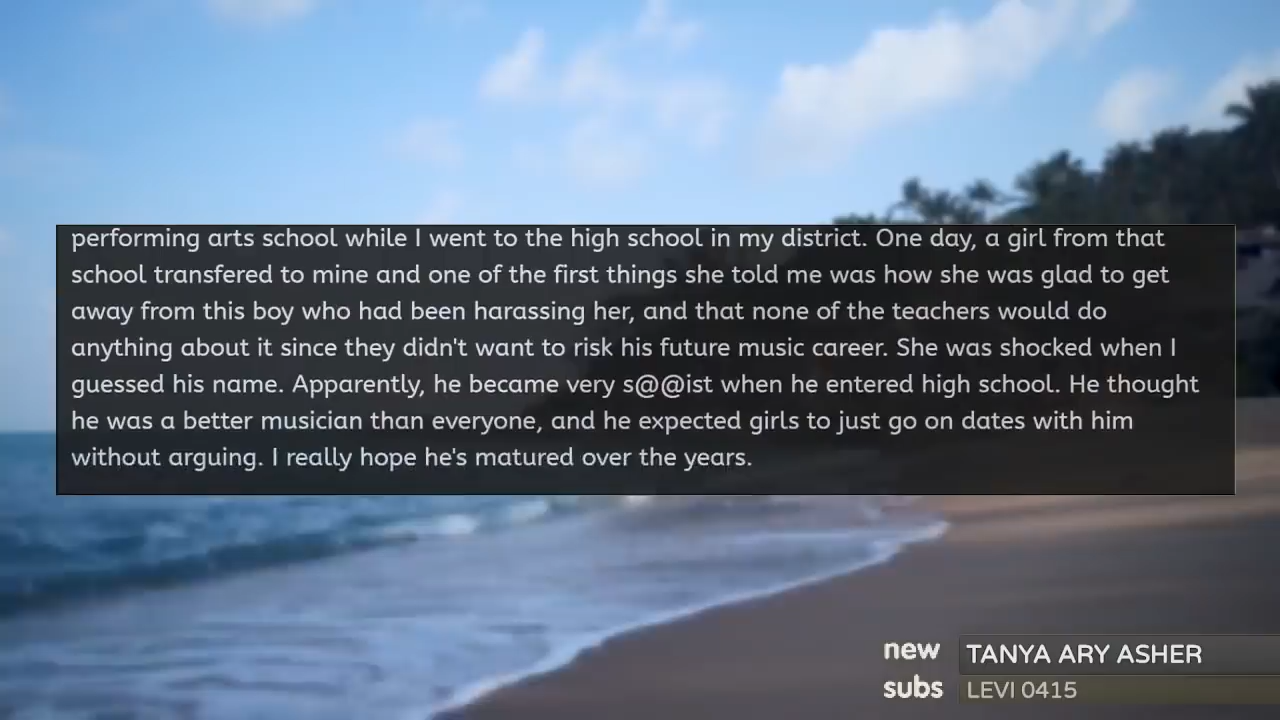 performing arts school while I went to the high school in my district. One day, a girl from that
school transfered to mine and one of the first things she told me was how she was glad to get
away from this boy who had been harassing her, and that none of the teachers would do
anything about it since they didn't want to risk his future music career. She was shocked when I
guessed his name. Apparently, he became very s@@ist when he entered high school. He thought
he was a better musician than everyone, and he expected girls to just go on dates with him
without arguing. I really hope he's matured over the years.
new
TANYA ARY ASHER
subs
LEVI 0415